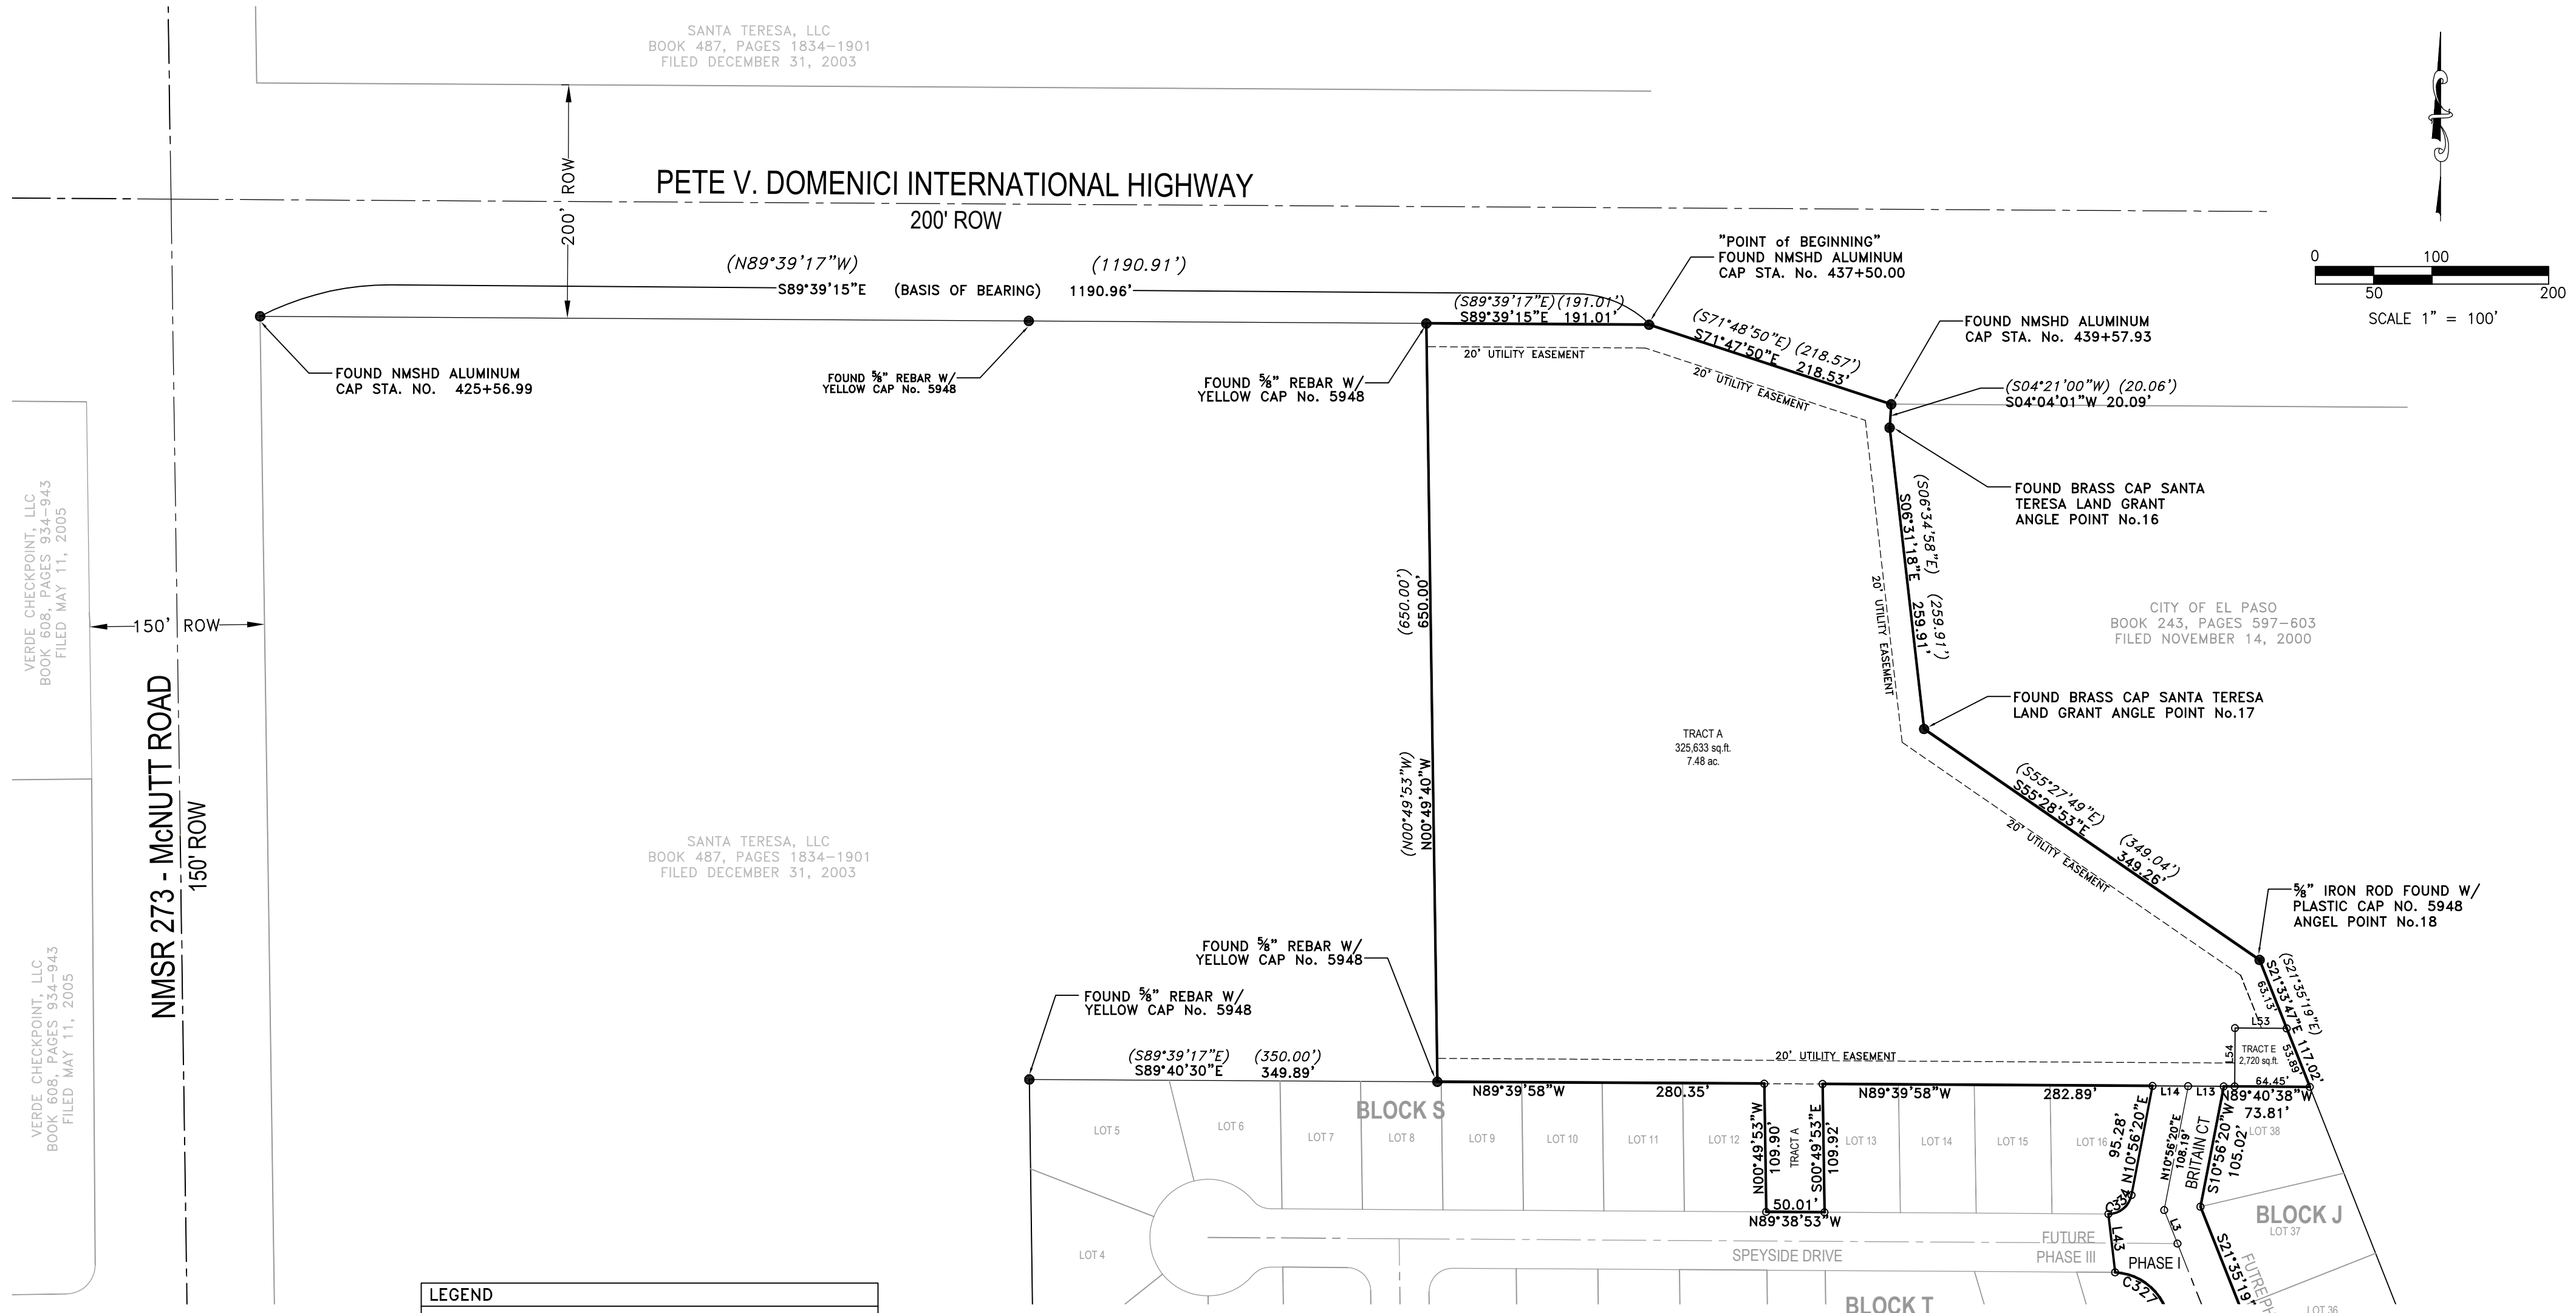 SANTA TERESA, LLC
BOOK 487, PAGES 1834-1901
FILED DECEMBER 31, 2003
200' ROW
PETE V. DOMENICI INTERNATIONAL HIGHWAY
200' ROW
(N89°39'17"W) (1190.91')
S89°39'15"E (BASIS OF BEARING) 1190.96'
"POINT of BEGINNING"
FOUND NMSHD ALUMINUM
CAP STA. No. 437+50.00
0 100
50 200
SCALE 1" = 100'
(S89°39'17"E)(191.01')
S89°39'15"E 191.01'
20' UTILITY EASEMENT
(S71°48'50"E) (218.57')
S71°47'50"E 218.53'
20' UTILITY EASEMENT
FOUND NMSHD ALUMINUM
CAP STA. No. 439+57.93
(S04°21'00"W) (20.06')
S04°04'01"W 20.09'
FOUND NMSHD ALUMINUM
CAP STA. NO. 425+56.99
FOUND ⅝" REBAR W/
YELLOW CAP No. 5948
FOUND ⅝" REBAR W/
YELLOW CAP No. 5948
FOUND BRASS CAP SANTA
TERESA LAND GRANT
ANGLE POINT No.16
(S06°34'58"E) (259.91')
S06°31'18"E 259.91'
20' UTILITY EASEMENT
VERDE CHECKPOINT, LLC
BOOK 608, PAGES 934-943
FILED MAY 11, 2005
150' ROW
(650.00')
650.00'
(N00°49'53"W)
N00°49'40"W
CITY OF EL PASO
BOOK 243, PAGES 597-603
FILED NOVEMBER 14, 2000
FOUND BRASS CAP SANTA TERESA
LAND GRANT ANGLE POINT No.17
TRACT A
325,633 sq.ft.
7.48 ac.
NMSR 273 - McNUTT ROAD
150' ROW
SANTA TERESA, LLC
BOOK 487, PAGES 1834-1901
FILED DECEMBER 31, 2003
(S55°27'49"E) (349.04')
S55°28'53"E 349.26'
20' UTILITY EASEMENT
⅝" IRON ROD FOUND W/
PLASTIC CAP NO. 5948
ANGEL POINT No.18
VERDE CHECKPOINT, LLC
BOOK 608, PAGES 934-943
FILED MAY 11, 2005
FOUND ⅝" REBAR W/
YELLOW CAP No. 5948
FOUND ⅝" REBAR W/
YELLOW CAP No. 5948
(S21°35'19"E)
S21°33'47"E 117.02'
63.13'
53.89'
L53
L54
TRACT E
2,720 sq.ft.
64.45'
(S89°39'17"E) (350.00')
S89°40'30"E 349.89'
20' UTILITY EASEMENT
N89°39'58"W 280.35'
N89°39'58"W 282.89'
L14
L13
N89°40'38"W
73.81'
BLOCK S
LOT 5
LOT 6
LOT 7
LOT 8
LOT 9
LOT 10
LOT 11
LOT 12
N00°49'53"W
109.90'
TRACT A
S00°49'53"E
109.92'
50.01'
N89°38'53"W
LOT 13
LOT 14
LOT 15
LOT 16
95.28'
N10°56'20"E
N10°56'20"E
108.19'
BRITAIN CT
S10°56'20"W
105.02'
LOT 38
C334
L43
L3
C327
BLOCK J
LOT 37
LOT 4
SPEYSIDE DRIVE
FUTURE
PHASE III
PHASE I
S21°35'19"
FUTRE PH
LOT 36
BLOCK T
LEGEND